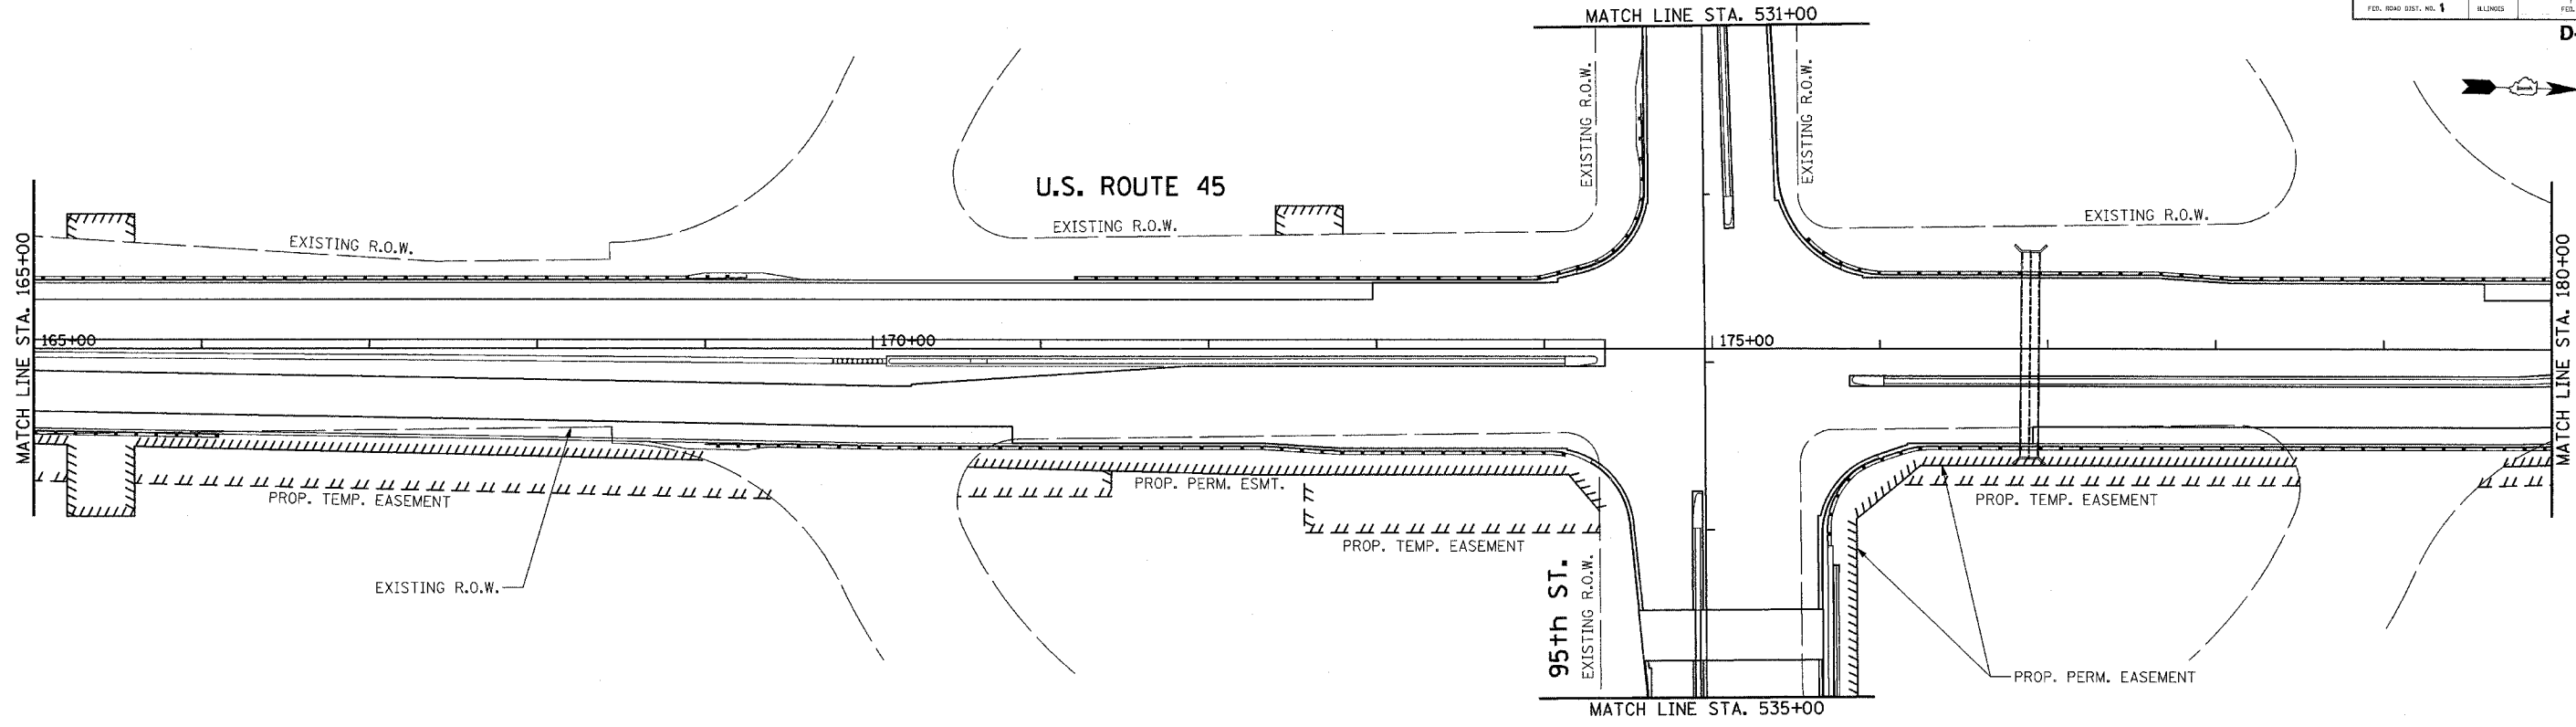 MATCH LINE STA. 531+00
FED. ROAD DIST. NO. 1
ILLINOIS
FED.
D-
EXISTING R.O.W.
EXISTING R.O.W.
U.S. ROUTE 45
EXISTING R.O.W.
EXISTING R.O.W.
EXISTING R.O.W.
MATCH LINE STA. 165+00
MATCH LINE STA. 180+00
165+00
170+00
175+00
PROP. TEMP. EASEMENT
PROP. PERM. ESMT.
PROP. TEMP. EASEMENT
PROP. TEMP. EASEMENT
EXISTING R.O.W.
95th ST.
EXISTING R.O.W.
PROP. PERM. EASEMENT
MATCH LINE STA. 535+00